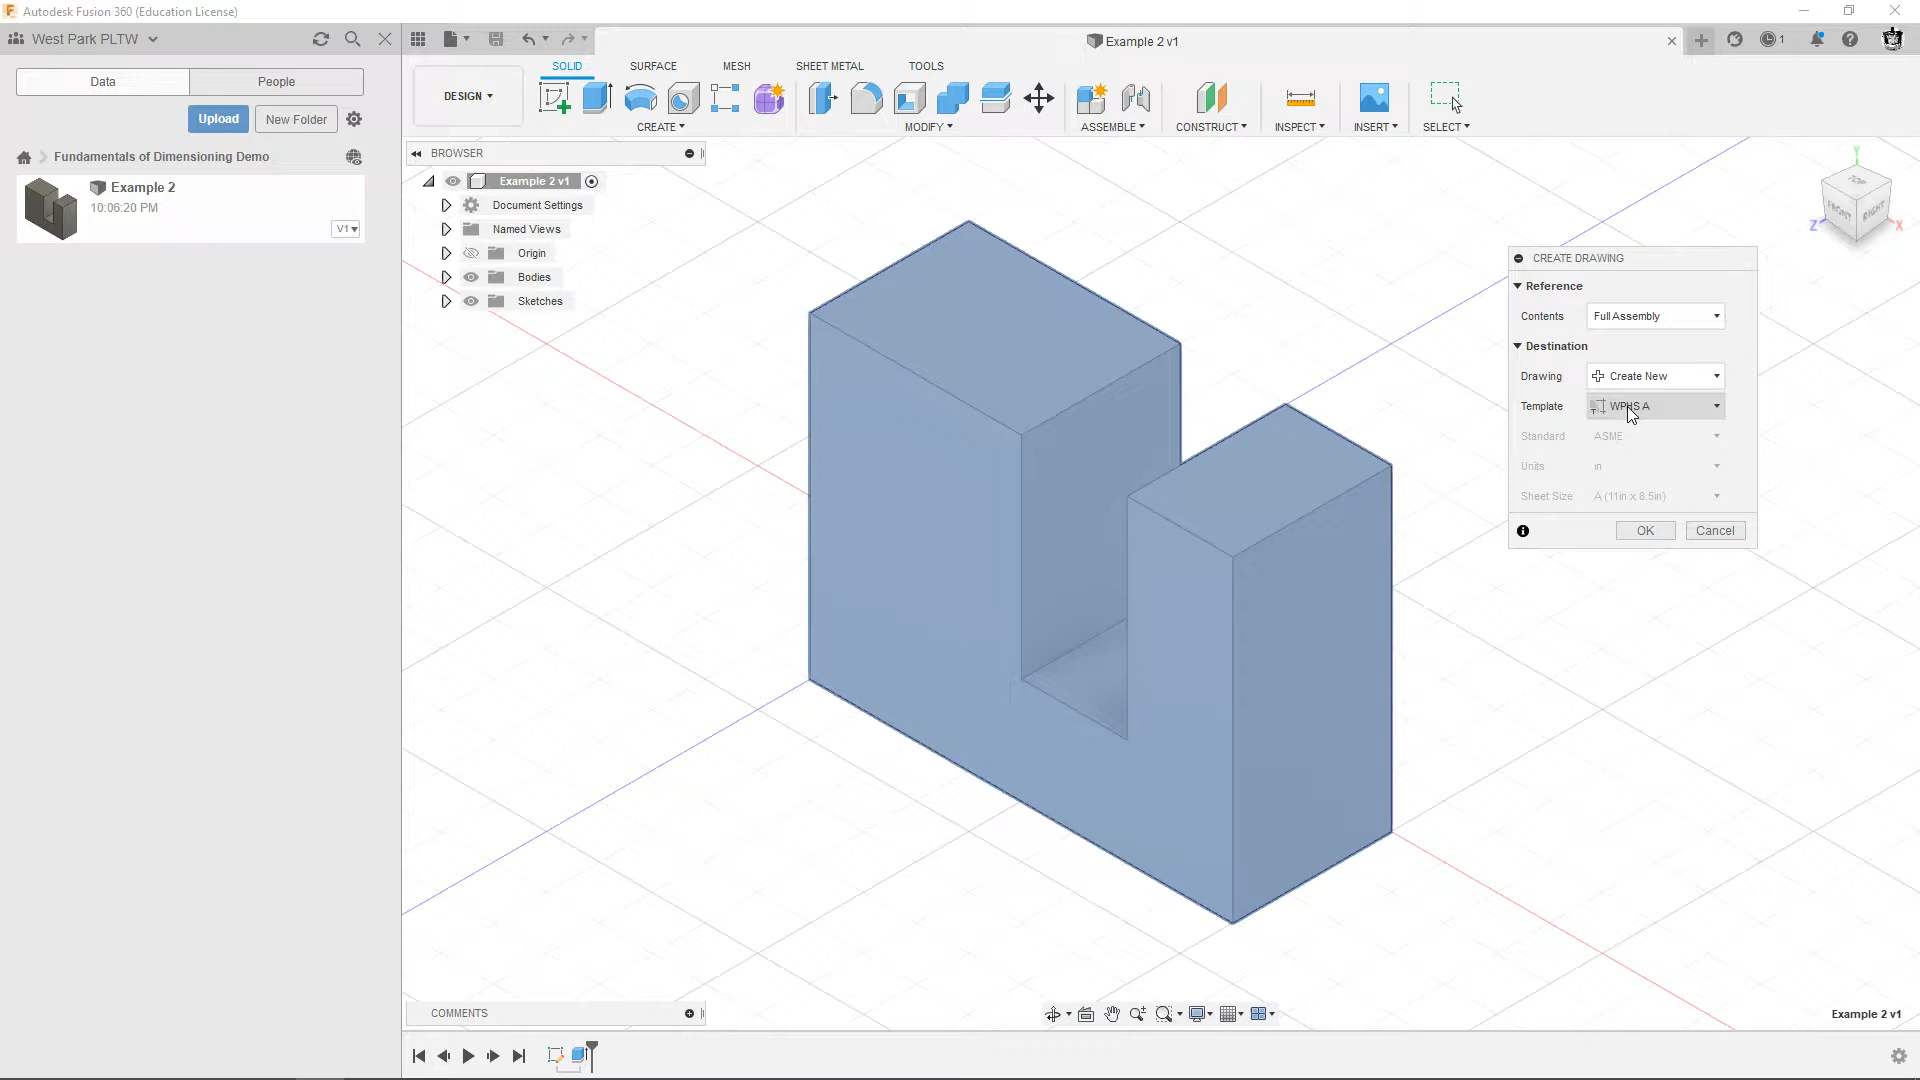 Autodesk Fusion 360 (Education License)
West Park PLTW
Example 2 v1
1
Data
People
Upload
New Folder
Fundamentals of Dimensioning Demo
Example 2
10:06:20 PM
V1
DESIGN
SOLID
SURFACE
MESH
SHEET METAL
TOOLS
CREATE
MODIFY
ASSEMBLE
CONSTRUCT
INSPECT
INSERT
SELECT
BROWSER
Example 2 v1
Document Settings
Named Views
Origin
Bodies
Sketches
Y
TOP
FRONT
RIGHT
Z
X
CREATE DRAWING
Reference
Contents
Full Assembly
Destination
Drawing
Create New
Template
WPHS A
Standard
ASME
Units
in
Sheet Size
A (11in x 8.5in)
OK
Cancel
COMMENTS
Example 2 v1